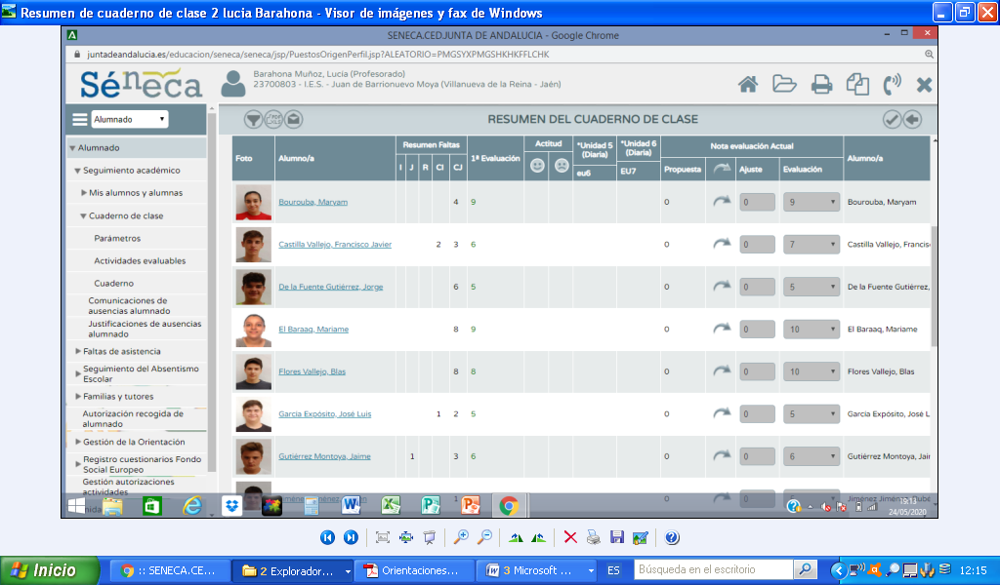 Resumen de cuaderno de clase 2 lucia Barahona - Visor de imágenes y fax de Windows
SENECA.CEDJUNTA DE ANDALUCIA - Google Chrome
juntadeandalucia.es/educacion/seneca/seneca/jsp/PuestosOrigenPerfil.jsp?ALEATORIO=PMGSYXPMGSHKHKFFLCHK
Séneca
Barahona Muñoz, Lucía (Profesorado)
23700803 - I.E.S. - Juan de Barrionuevo Moya (Villanueva de la Reina - Jaén)
Alumnado
RESUMEN DEL CUADERNO DE CLASE
Alumnado
Seguimiento académico
Mis alumnos y alumnas
Cuaderno de clase
Parámetros
Actividades evaluables
Cuaderno
Comunicaciones de
ausencias alumnado
Justificaciones de ausencias
alumnado
Faltas de asistencia
Seguimiento del Absentismo
Escolar
Familias y tutores
Autorización recogida de
alumnado
Gestión de la Orientación
Registro cuestionarios Fondo
Social Europeo
Gestión autorizaciones
actividades
Foto Alumno/a Resumen Faltas 1ª Evaluación Actitud *Unidad 5 (Diaria) *Unidad 6 (Diaria) Nota evaluación Actual Alumno/a
I J R CI CJ eu6 EU7 Propuesta Ajuste Evaluación
Bourouba, Maryam 4 9 0 0 9 Bourouba, Maryam
Castilla Vallejo, Francisco Javier 2 3 6 0 0 7 Castilla Vallejo, Francis
De la Fuente Gutiérrez, Jorge 6 5 0 0 5 De la Fuente Gutiérrez,
El Baraaq, Mariame 8 9 0 0 10 El Baraaq, Mariame
Flores Vallejo, Blas 8 8 0 0 10 Flores Vallejo, Blas
García Expósito, José Luis 1 2 5 0 0 5 García Expósito, José L
Gutiérrez Montoya, Jaime 1 3 6 0 0 6 Gutiérrez Montoya, Jai
19:13
24/05/2020
Inicio
:: SENECA.CE...
2 Explorador...
Orientaciones...
3 Microsoft ...
ES
Búsqueda en el escritorio
12:15